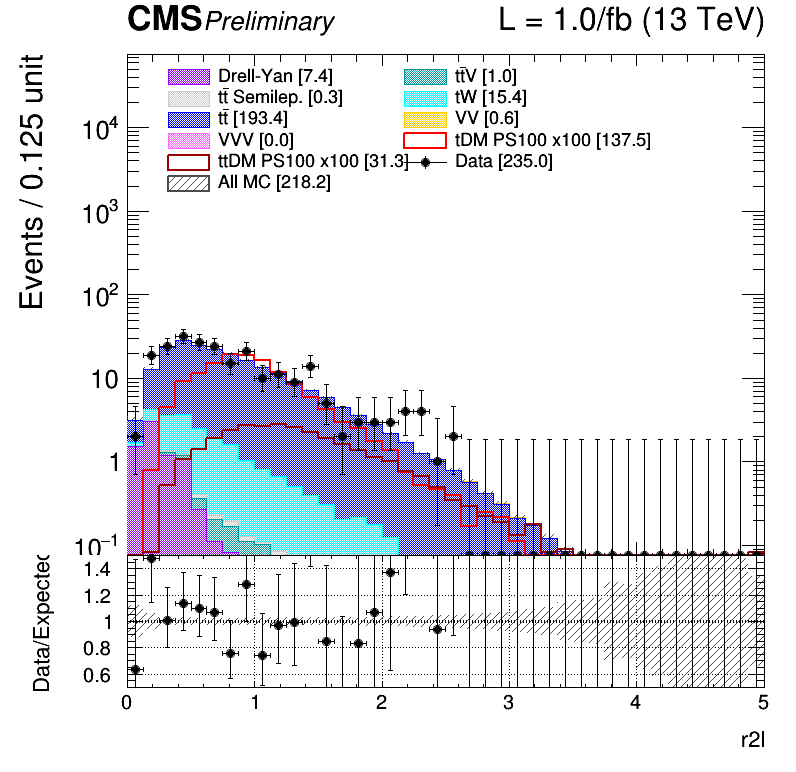 CMS Preliminary L = 1.0/fb (13 TeV)
Events / 0.125 unit
Drell-Yan [7.4] tt̄V [1.0]
tt̄ Semilep. [0.3] tW [15.4]
tt̄ [193.4] VV [0.6]
VVV [0.0] tDM PS100 x100 [137.5]
ttDM PS100 x100 [31.3] Data [235.0]
All MC [218.2]
10⁴
10³
10²
10
1
10⁻¹
Data/Expected
1.4
1.2
1
0.8
0.6
0 1 2 3 4 5
r2l